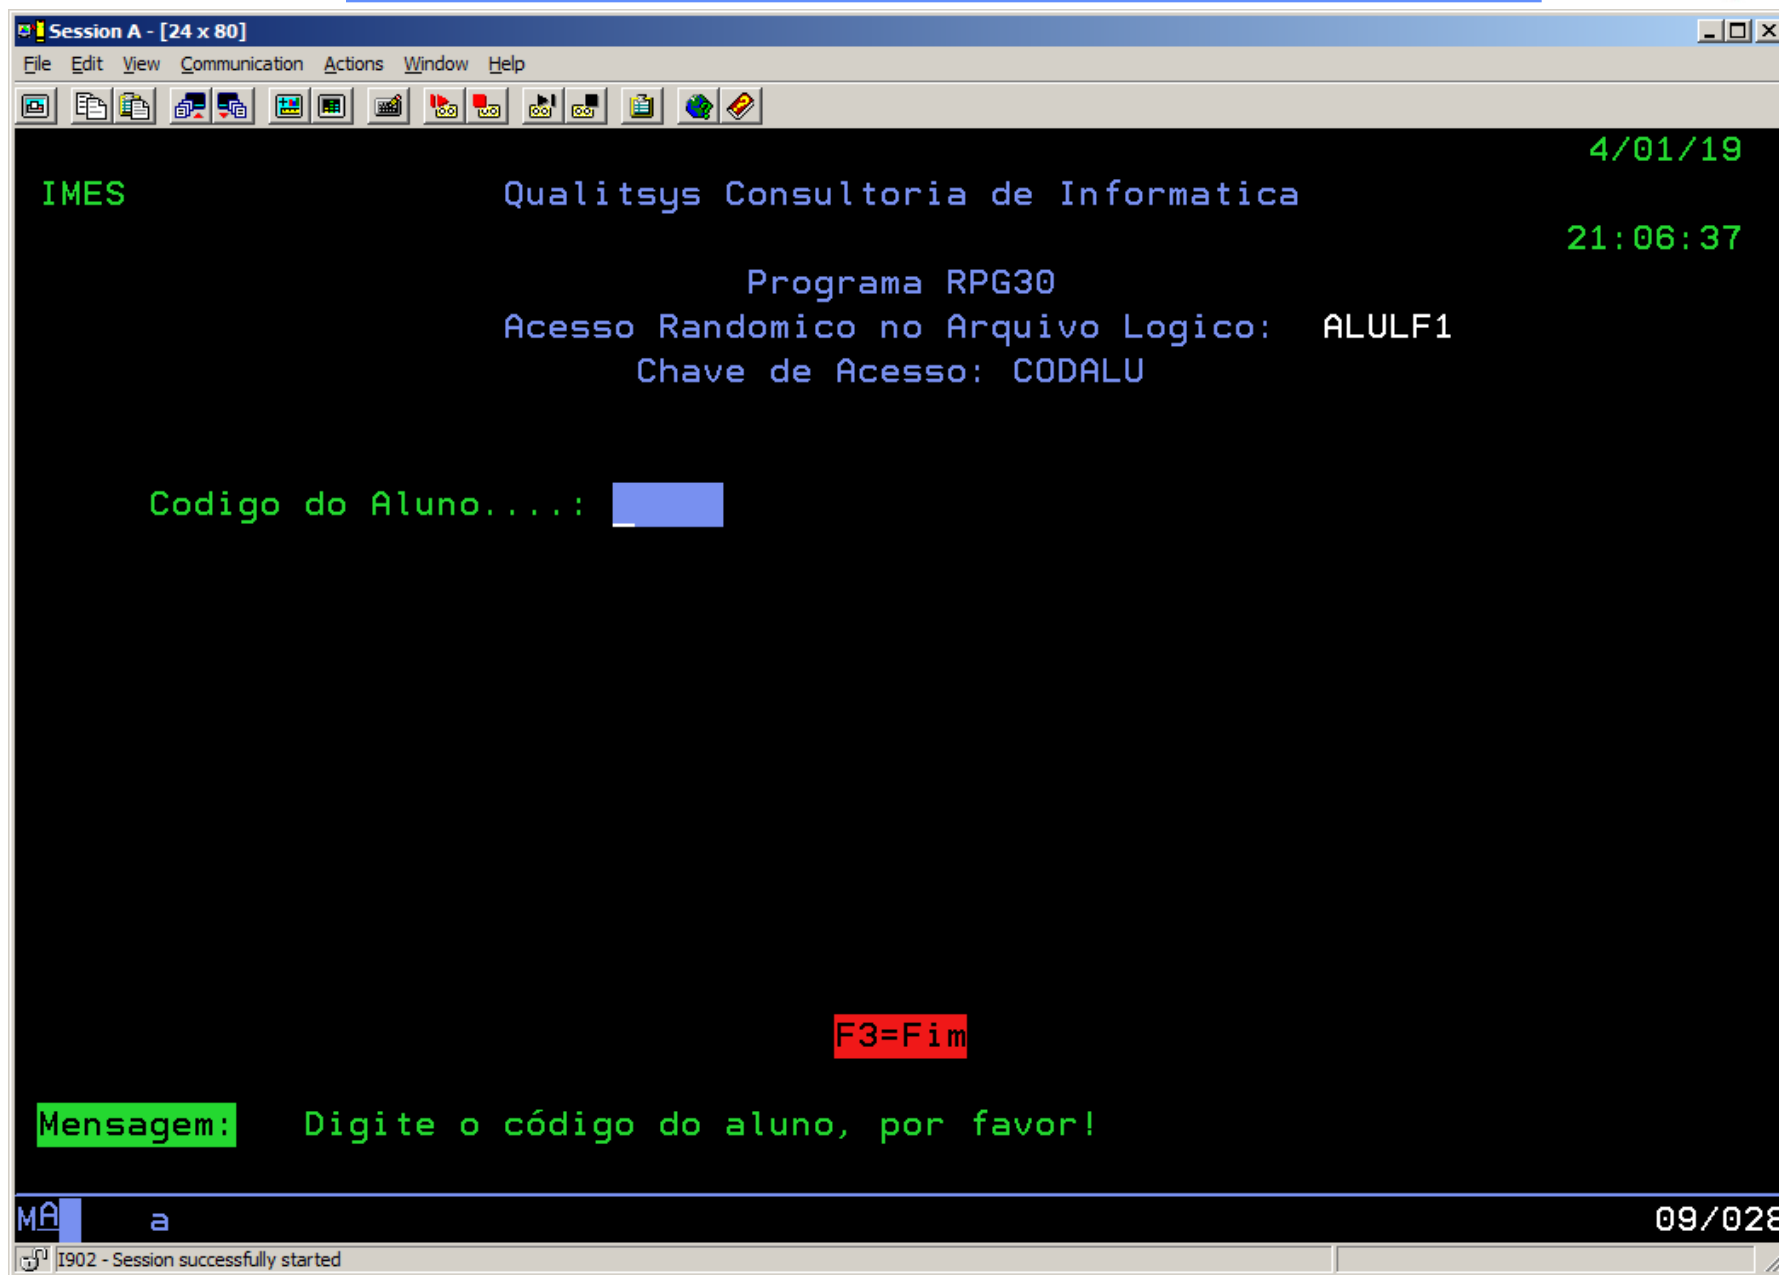 Session A - [24 x 80]
File Edit View Communication Actions Window Help
4/01/19
IMES Qualitsys Consultoria de Informatica
21:06:37
Programa RPG30
Acesso Randomico no Arquivo Logico: ALULF1
Chave de Acesso: CODALU
Codigo do Aluno....:
F3=Fim
Mensagem: Digite o código do aluno, por favor!
MA a 09/028
I902 - Session successfully started